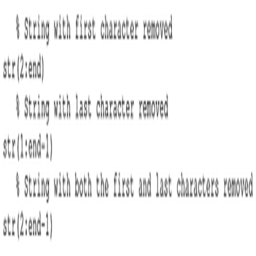 % String with first character removed
str(2:end)
% String with last character removed
str(1:end-1)
% String with both the first and last characters removed
str(2:end-1)